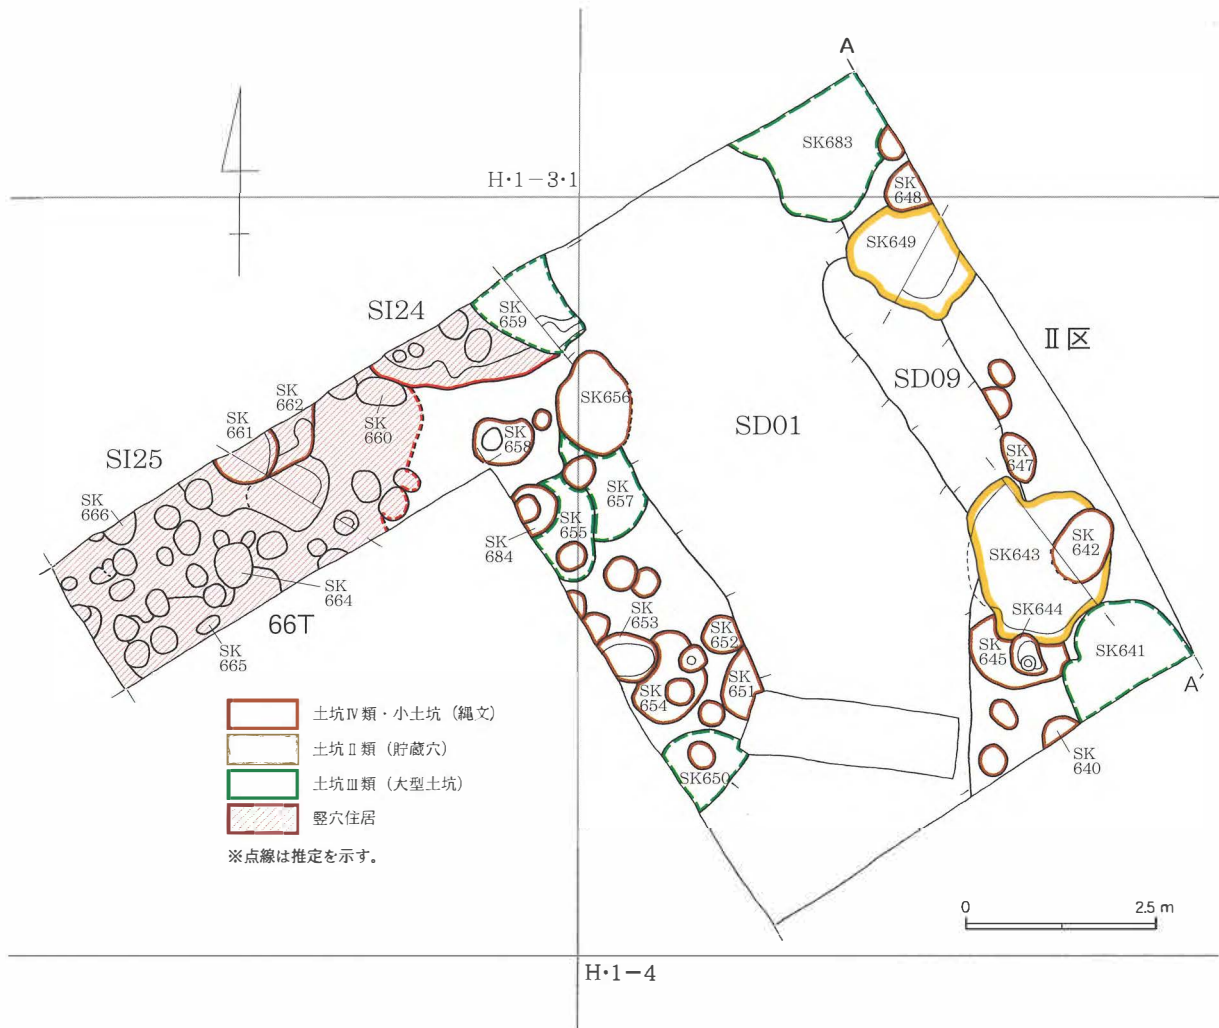 A
SK683
H・1−3・1
SK
648
SK649
SI24
SK
659
Ⅱ区
SD09
SK
662
SK
661
SK
660
SK656
SD01
SK
658
SI25
SK
647
SK
666
SK
657
SK
655
SK
684
SK643
SK
642
SK
664
66T
SK
665
SK
653
SK
652
SK644
SK
645
SK641
A′
SK
654
SK
651
土坑Ⅳ類・小土坑（縄文）
土坑Ⅱ類（貯蔵穴）
土坑Ⅲ類（大型土坑）
竪穴住居
※点線は推定を示す。
SK650
SK
640
0
2.5 m
H・1−4